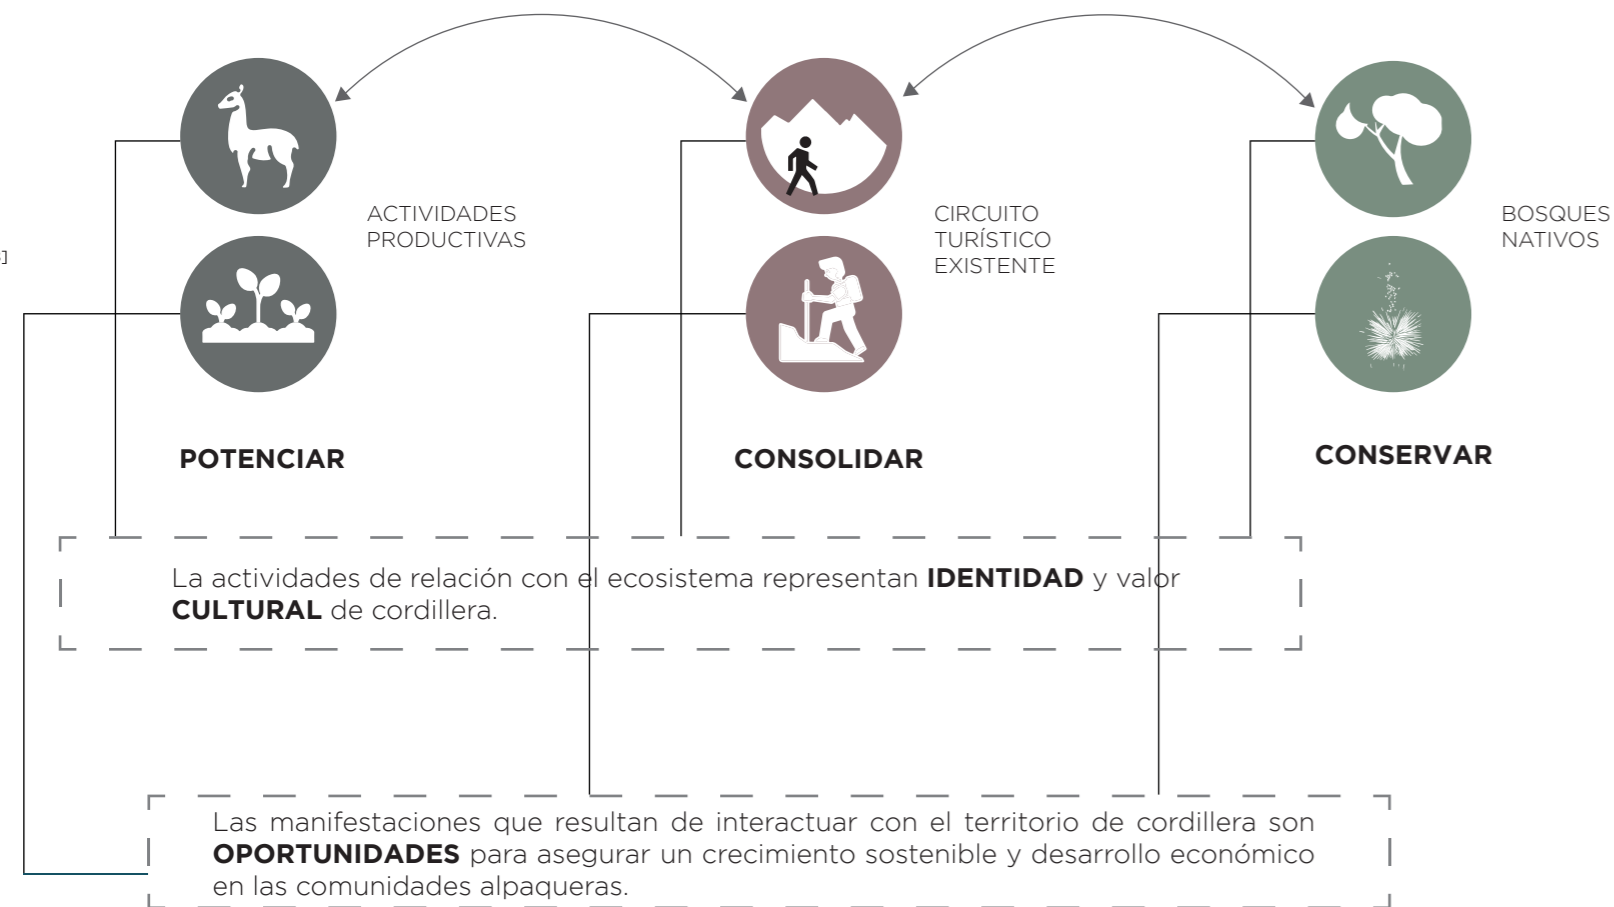 ACTIVIDADES
PRODUCTIVAS
CIRCUITO
TURÍSTICO
EXISTENTE
BOSQUES
NATIVOS
POTENCIAR
CONSOLIDAR
CONSERVAR
La actividades de relación con el ecosistema representan IDENTIDAD y valor
CULTURAL de cordillera.
Las manifestaciones que resultan de interactuar con el territorio de cordillera son
OPORTUNIDADES para asegurar un crecimiento sostenible y desarrollo económico
en las comunidades alpaqueras.